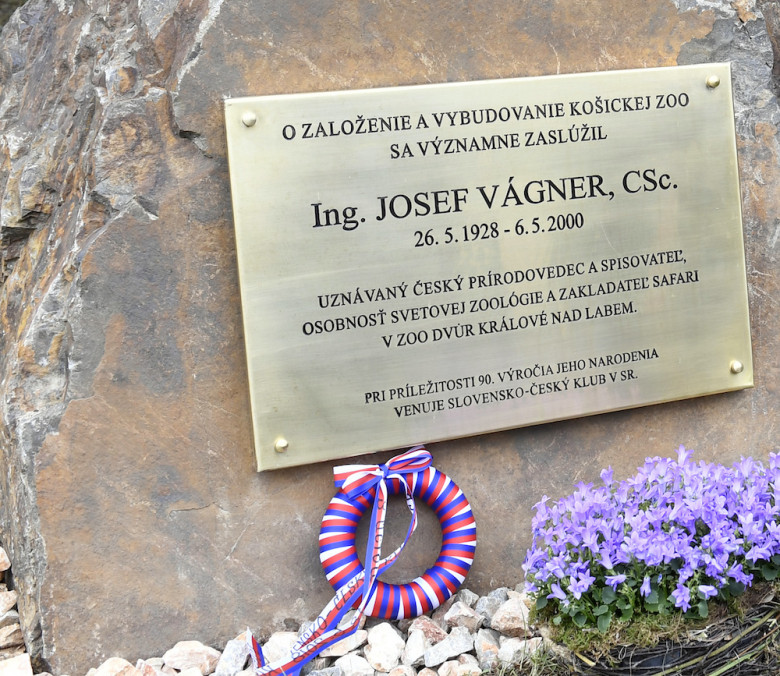 O ZALOŽENIE A VYBUDOVANIE KOŠICKEJ ZOO
SA VÝZNAMNE ZASLÚŽIL
Ing. JOSEF VÁGNER, CSc.
26. 5.1928 - 6.5.2000
UZNÁVANÝ ČESKÝ PRÍRODOVEDEC A SPISOVATEĽ,
OSOBNOSŤ SVETOVEJ ZOOLÓGIE A ZAKLADATEĽ SAFARI
V ZOO DVŮR KRÁLOVÉ NAD LABEM.
PRI PRÍLEŽITOSTI 90. VÝROČIA JEHO NARODENIA
VENUJE SLOVENSKO-ČESKÝ KLUB V SR.